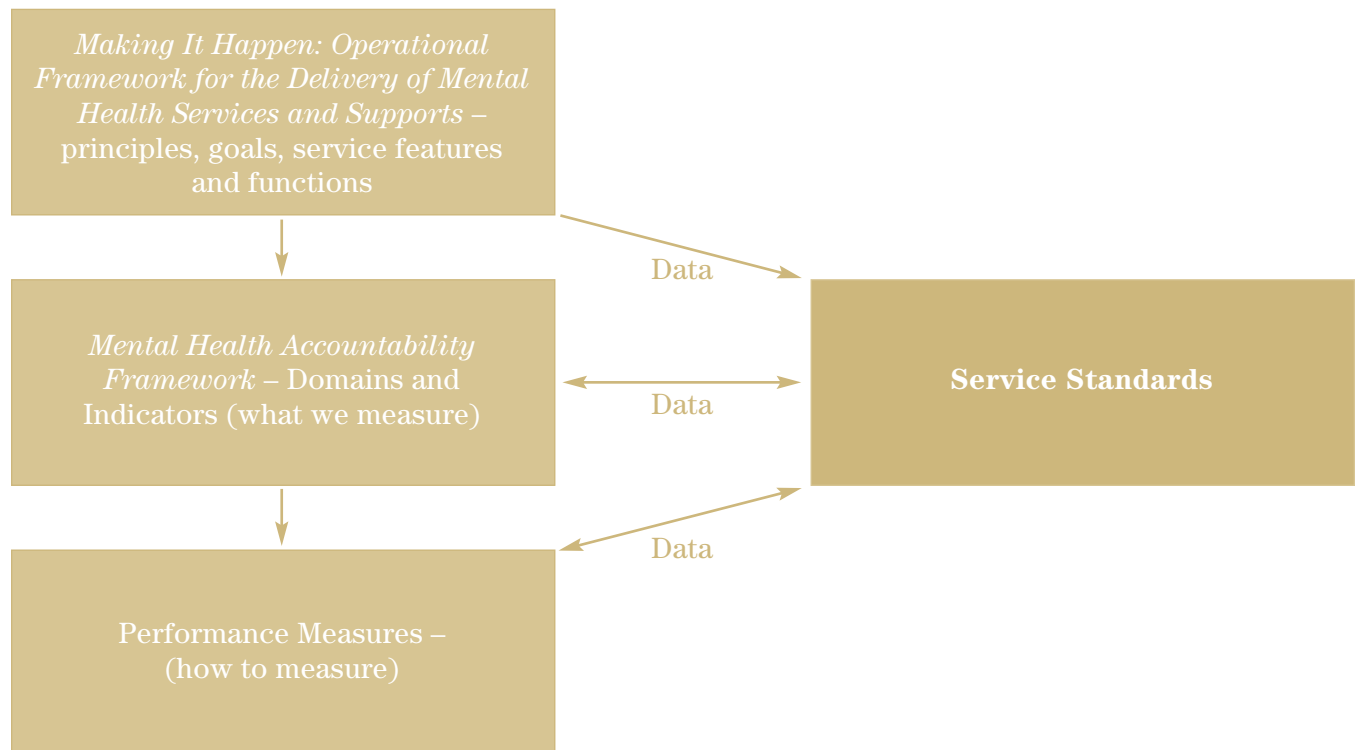 Making It Happen: Operational
Framework for the Delivery of Mental
Health Services and Supports –
principles, goals, service features
and functions
Data
Mental Health Accountability
Framework – Domains and
Indicators (what we measure)
Data
Service Standards
Data
Performance Measures –
(how to measure)